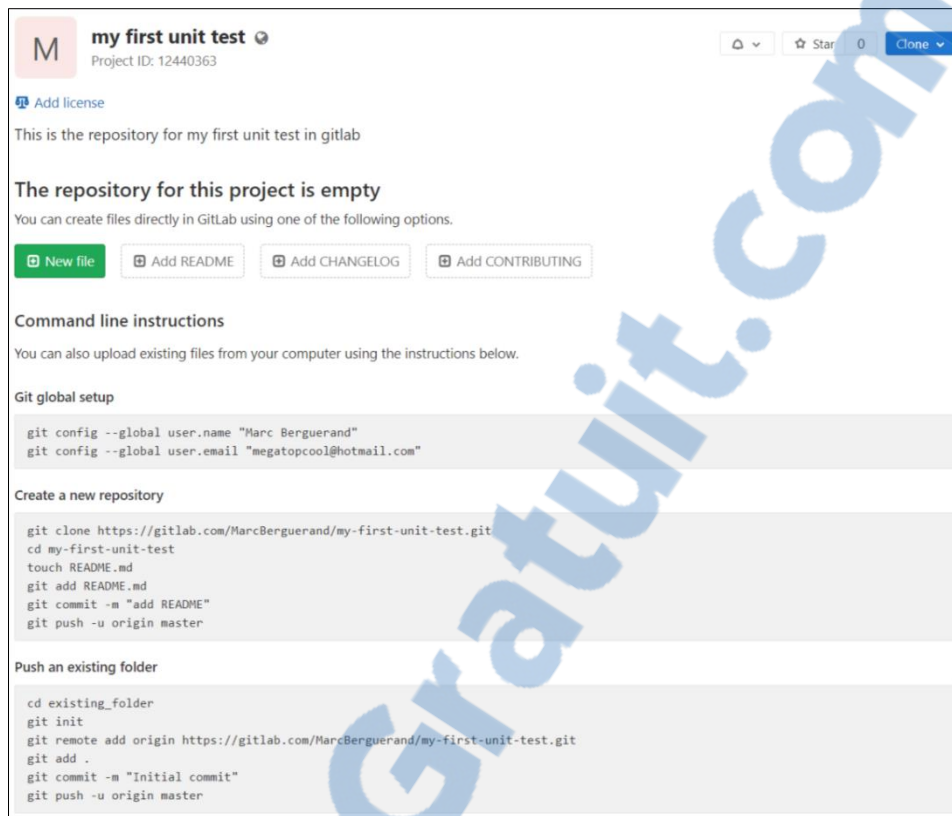 M
my first unit test
Project ID: 12440363
Star 0 Clone
Add license
This is the repository for my first unit test in gitlab
The repository for this project is empty
You can create files directly in GitLab using one of the following options.
New file Add README Add CHANGELOG Add CONTRIBUTING
Command line instructions
You can also upload existing files from your computer using the instructions below.
Git global setup
git config --global user.name "Marc Berguerand"
git config --global user.email "megatopcool@hotmail.com"
Create a new repository
git clone https://gitlab.com/MarcBerguerand/my-first-unit-test.git
cd my-first-unit-test
touch README.md
git add README.md
git commit -m "add README"
git push -u origin master
Push an existing folder
cd existing_folder
git init
git remote add origin https://gitlab.com/MarcBerguerand/my-first-unit-test.git
git add .
git commit -m "Initial commit"
git push -u origin master
Gratuit.com